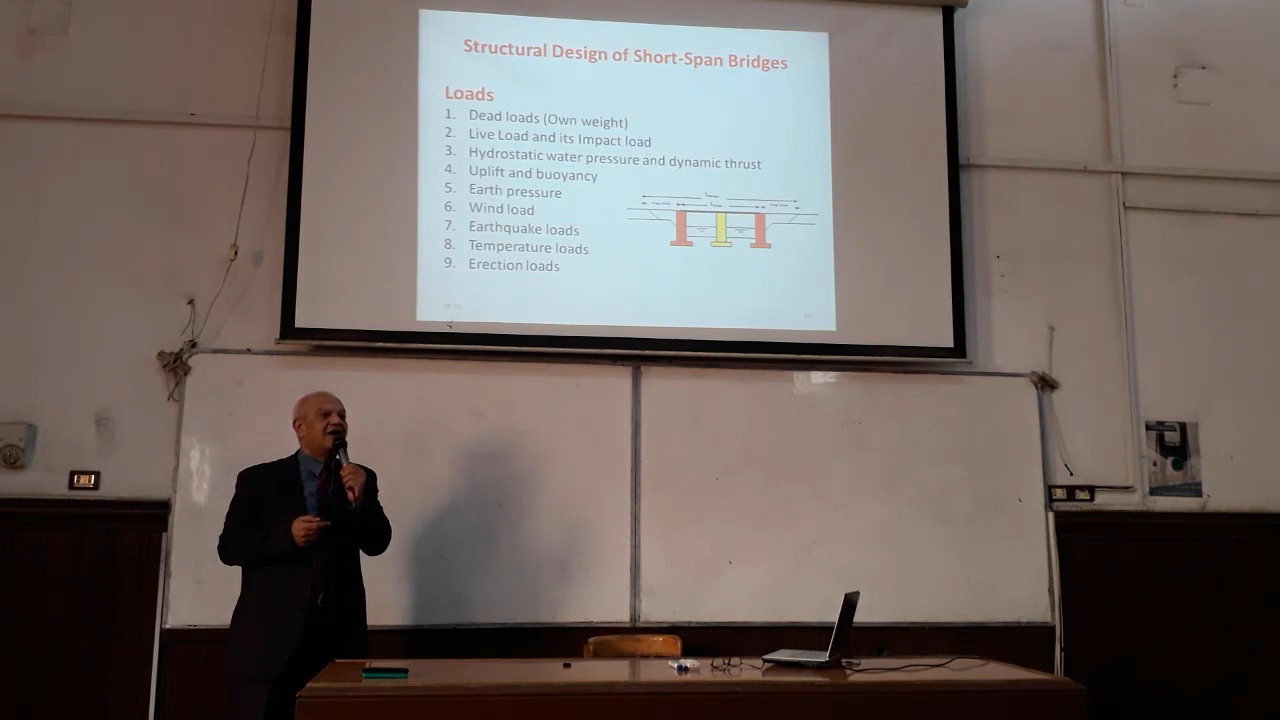 Structural Design of Short-Span Bridges
Loads
1. Dead loads (Own weight)
2. Live Load and its Impact load
3. Hydrostatic water pressure and dynamic thrust
4. Uplift and buoyancy
5. Earth pressure
6. Wind load
7. Earthquake loads
8. Temperature loads
9. Erection loads